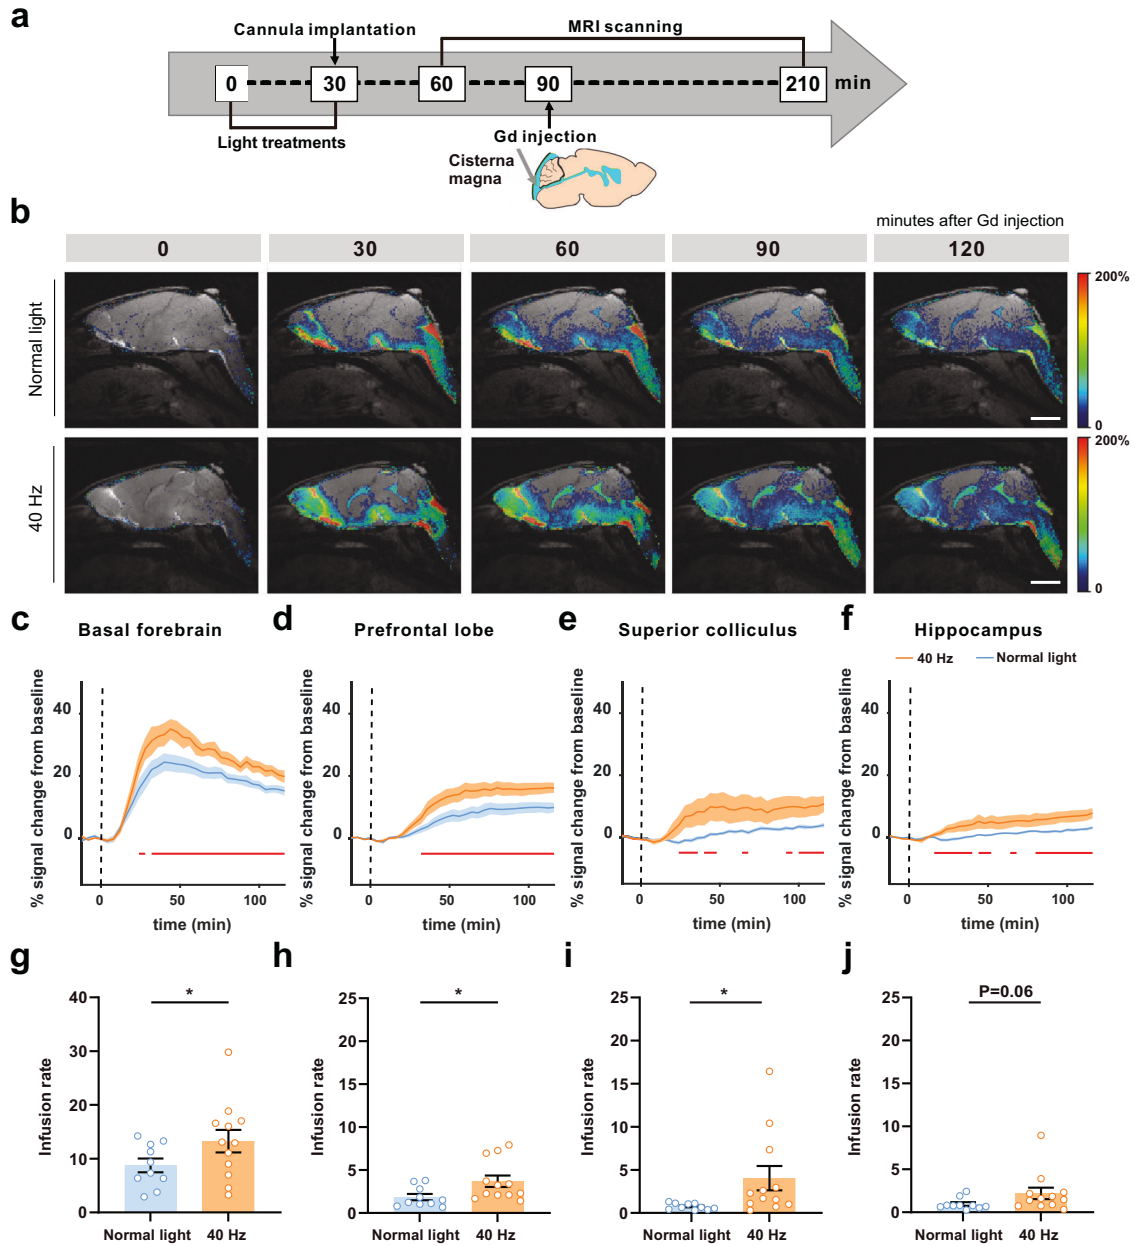 a
Cannula implantation
MRI scanning
0
30
60
90
210
min
Light treatments
Gd injection
Cisterna
magna
b
minutes after Gd injection
0
30
60
90
120
Normal light
200%
0
40 Hz
200%
0
c
Basal forebrain
d
Prefrontal lobe
e
Superior colliculus
f
Hippocampus
40 Hz
Normal light
% signal change from baseline
40
20
0
0
50
100
time (min)
% signal change from baseline
40
20
0
0
50
100
time (min)
% signal change from baseline
40
20
0
0
50
100
time (min)
% signal change from baseline
40
20
0
0
50
100
time (min)
g
Infusion rate
40
30
20
10
0
*
Normal light
40 Hz
h
Infusion rate
25
20
15
10
5
0
*
Normal light
40 Hz
i
Infusion rate
25
20
15
10
5
0
*
Normal light
40 Hz
j
Infusion rate
25
20
15
10
5
0
P=0.06
Normal light
40 Hz